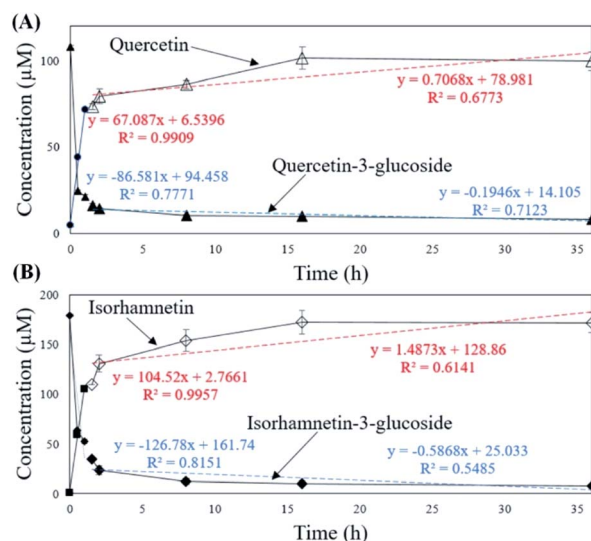 (A)
Concentration (μM)
100
50
0
Quercetin
y = 0.7068x + 78.981
R² = 0.6773
y = 67.087x + 6.5396
R² = 0.9909
Quercetin-3-glucoside
y = -86.581x + 94.458
R² = 0.7771
y = -0.1946x + 14.105
R² = 0.7123
0 5 10 15 20 25 30 35
Time (h)
(B)
Concentration (μM)
200
150
100
50
0
Isorhamnetin
y = 1.4873x + 128.86
R² = 0.6141
y = 104.52x + 2.7661
R² = 0.9957
Isorhamnetin-3-glucoside
y = -126.78x + 161.74
R² = 0.8151
y = -0.5868x + 25.033
R² = 0.5485
0 5 10 15 20 25 30 35
Time (h)